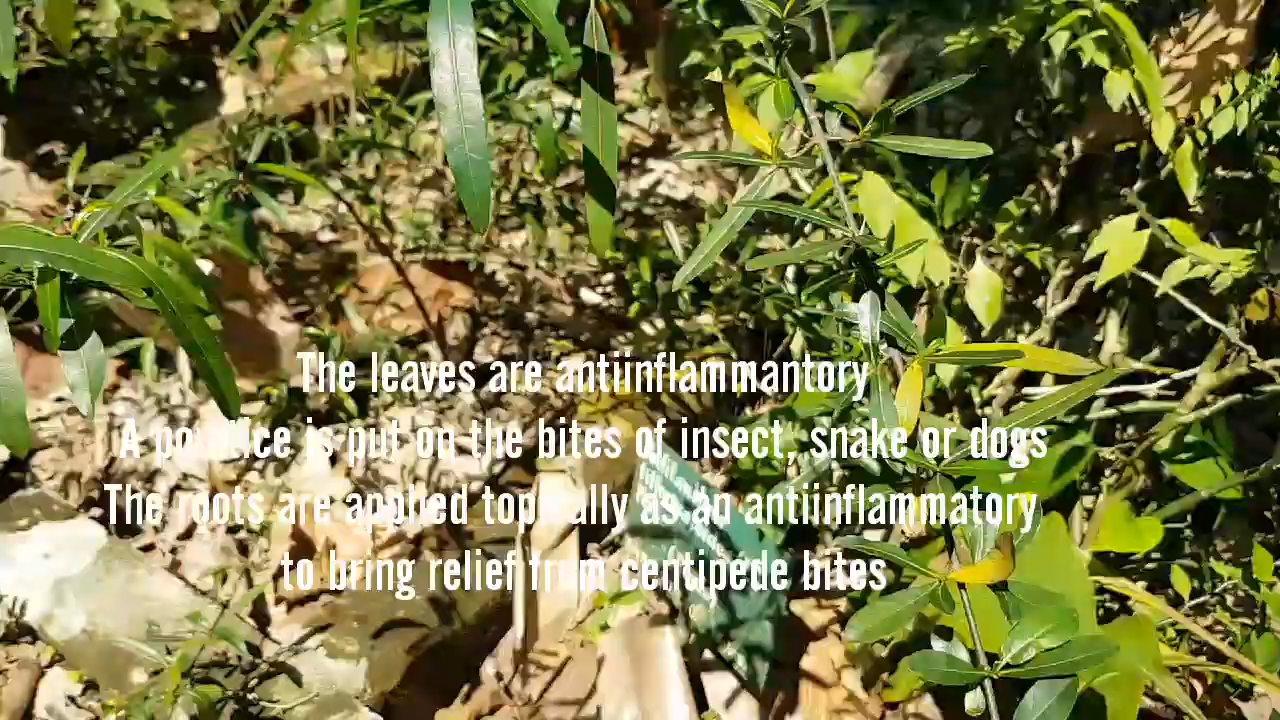 The leaves are antiinflammantory
A poultice is put on the bites of insect, snake or dogs
The roots are applied topically as an antiinflammatory
to bring relief from centipede bites